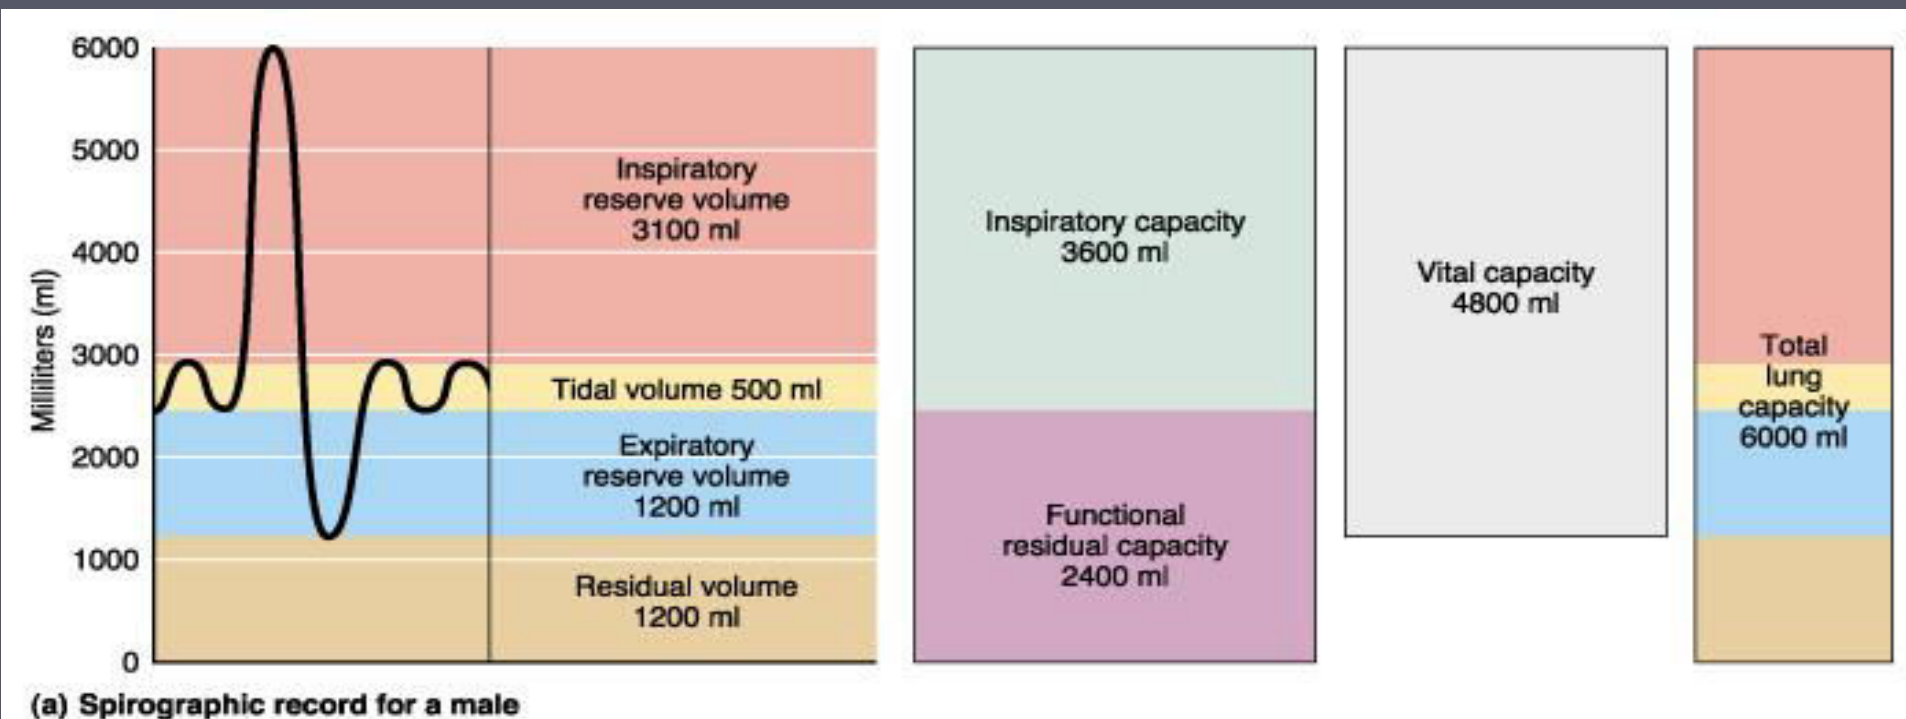 6000
5000
4000
3000
2000
1000
0
Milliliters (ml)
Inspiratory
reserve volume
3100 ml
Tidal volume 500 ml
Expiratory
reserve volume
1200 ml
Residual volume
1200 ml
Inspiratory capacity
3600 ml
Functional
residual capacity
2400 ml
Vital capacity
4800 ml
Total
lung
capacity
6000 ml
(a) Spirographic record for a male